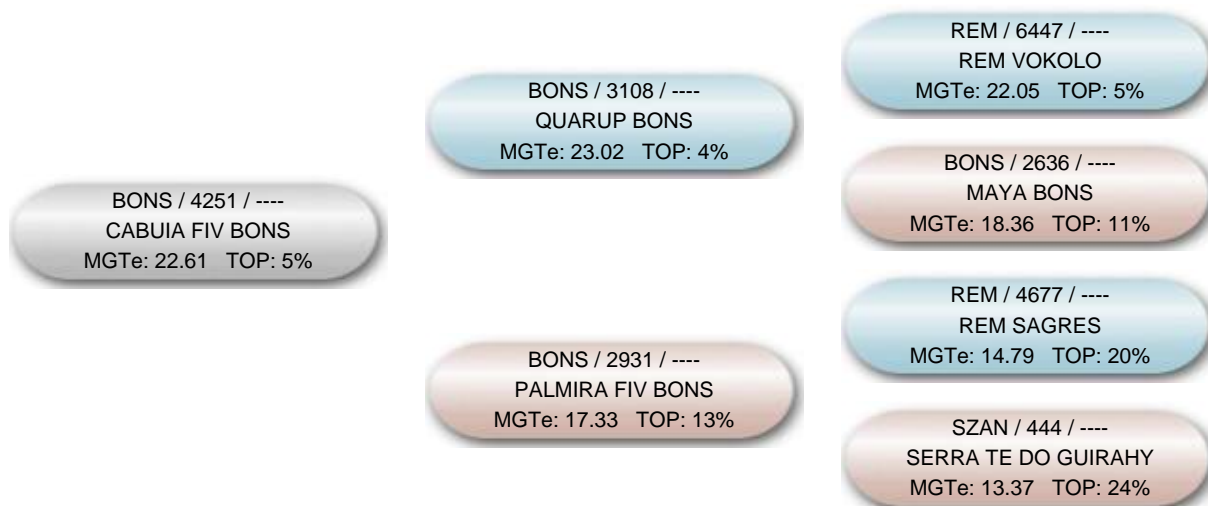 BONS / 4251 / ----
CABUIA FIV BONS
MGTe: 22.61 TOP: 5%
BONS / 3108 / ----
QUARUP BONS
MGTe: 23.02 TOP: 4%
BONS / 2931 / ----
PALMIRA FIV BONS
MGTe: 17.33 TOP: 13%
REM / 6447 / ----
REM VOKOLO
MGTe: 22.05 TOP: 5%
BONS / 2636 / ----
MAYA BONS
MGTe: 18.36 TOP: 11%
REM / 4677 / ----
REM SAGRES
MGTe: 14.79 TOP: 20%
SZAN / 444 / ----
SERRA TE DO GUIRAHY
MGTe: 13.37 TOP: 24%